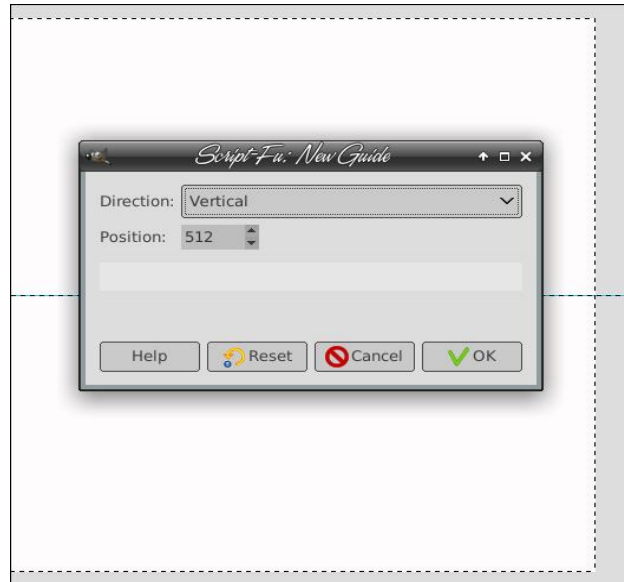 Script-Fu: New Guide
Direction: Vertical
Position: 512
Help Reset Cancel OK